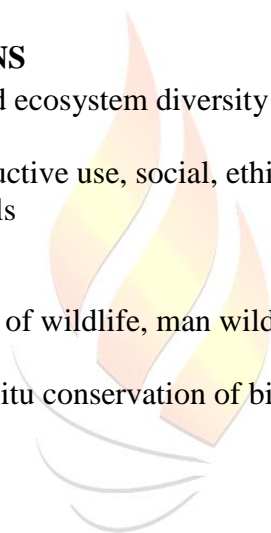 NS
d ecosystem diversity
uctive use, social, ethi
ls
of wildlife, man wild
itu conservation of bi